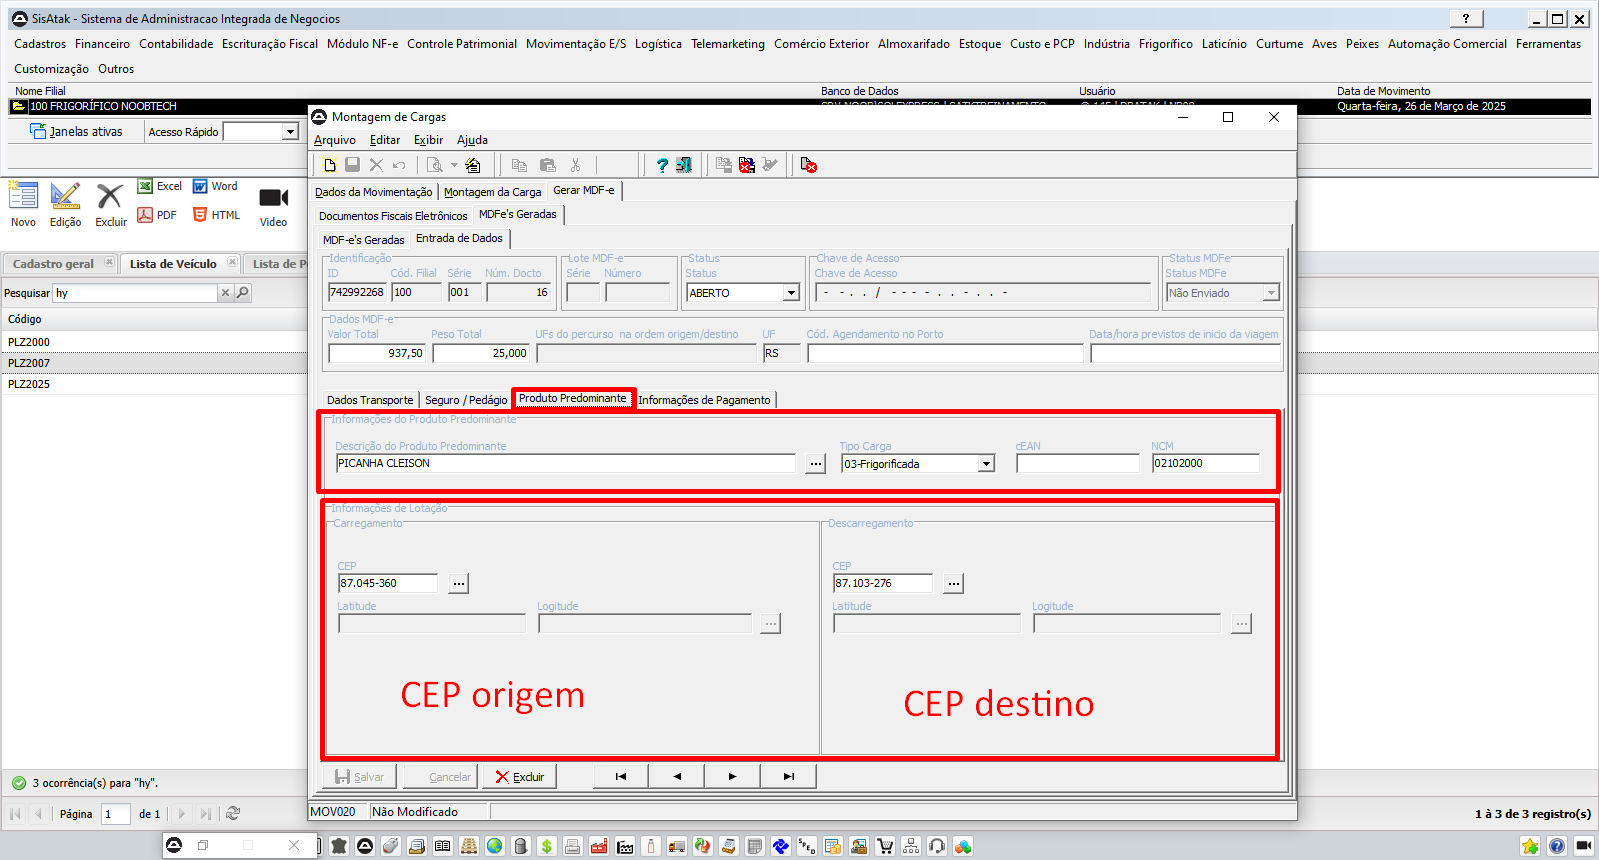 SisAtak - Sistema de Administracao Integrada de Negocios
?
Cadastros Financeiro Contabilidade Escrituração Fiscal Módulo NF-e Controle Patrimonial Movimentação E/S Logística Telemarketing Comércio Exterior Almoxarifado Estoque Custo e PCP Indústria Frigorífico Laticínio Curtume Aves Peixes Automação Comercial Ferramentas
Customização Outros
Nome Filial Banco de Dados Usuário Data de Movimento
100 FRIGORÍFICO NOOBTECH Quarta-feira, 26 de Março de 2025
Janelas ativas Acesso Rápido
Montagem de Cargas
Arquivo Editar Exibir Ajuda
Novo Edição Excluir Excel Word PDF HTML Video
Dados da Movimentação Montagem da Carga Gerar MDF-e
Documentos Fiscais Eletrônicos MDFe's Geradas
MDF-e's Geradas Entrada de Dados
Cadastro geral Lista de Veículo Lista de P
Pesquisar hy
Código
PLZ2000
PLZ2007
PLZ2025
Identificação Lote MDF-e Status Chave de Acesso Status MDFe
ID Cód. Filial Série Núm. Docto Série Número Status Chave de Acesso Status MDFe
742992268 100 001 16 ABERTO - - . . / - - - - . . - . . - Não Enviado
Dados MDF-e
Valor Total Peso Total UFs do percurso na ordem origem/destino UF Cód. Agendamento no Porto Data/hora previstos de inicio da viagem
937,50 25,000 RS
Dados Transporte Seguro / Pedágio Produto Predominante Informações de Pagamento
Informações do Produto Predominante
Descrição do Produto Predominante Tipo Carga cEAN NCM
PICANHA CLEISON ... 03-Frigorificada 02102000
Informações de Lotação
Carregamento Descarregamento
CEP CEP
87.045-360 ... 87.103-276 ...
Latitude Logitude Latitude Logitude
... ...
CEP origem CEP destino
Salvar Cancelar Excluir
MOV020 Não Modificado
3 ocorrência(s) para "hy".
Página 1 de 1 1 à 3 de 3 registro(s)